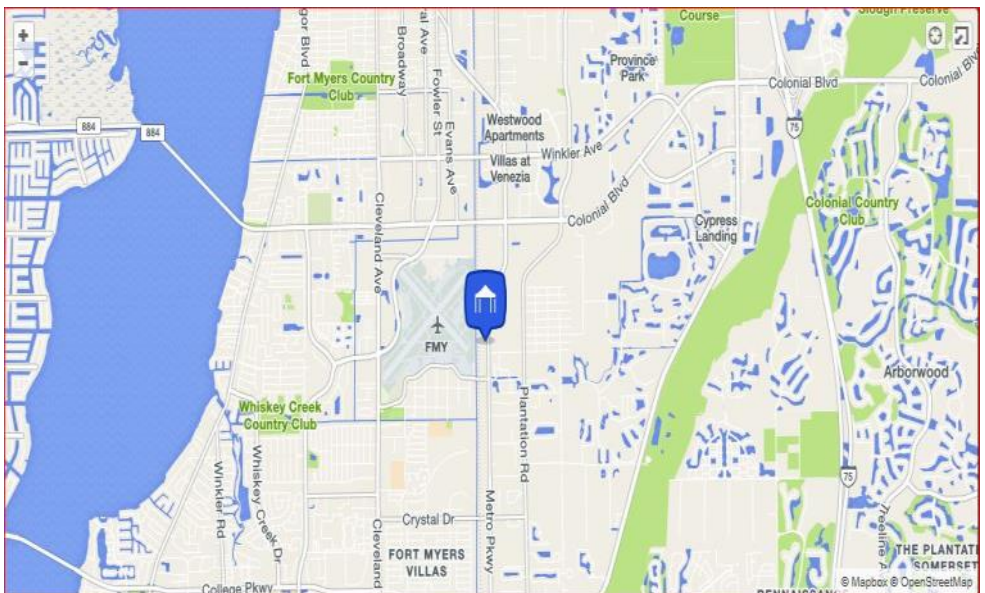 Course
Slough Preserve
+
-
gor Blvd
Broadway
ral Ave
Fowler St
Evans Ave
Province
Park
Fort Myers Country
Club
Colonial Blvd
Colonial Blv
884
884
75
Westwood
Apartments
Winkler Ave
Villas at
Venezia
Cleveland Ave
Colonial Blvd
Cypress
Landing
Colonial Country
Club
FMY
Arborwood
Plantation Rd
Whiskey Creek
Country Club
Winkler Rd
Whiskey Creek Dr
75
Metro Pkwy
Crystal Dr
Cleveland
FORT MYERS
VILLAS
Treeline A
THE PLANTAT
SOMERSET
College Pkwy
© Mapbox © OpenStreetMap